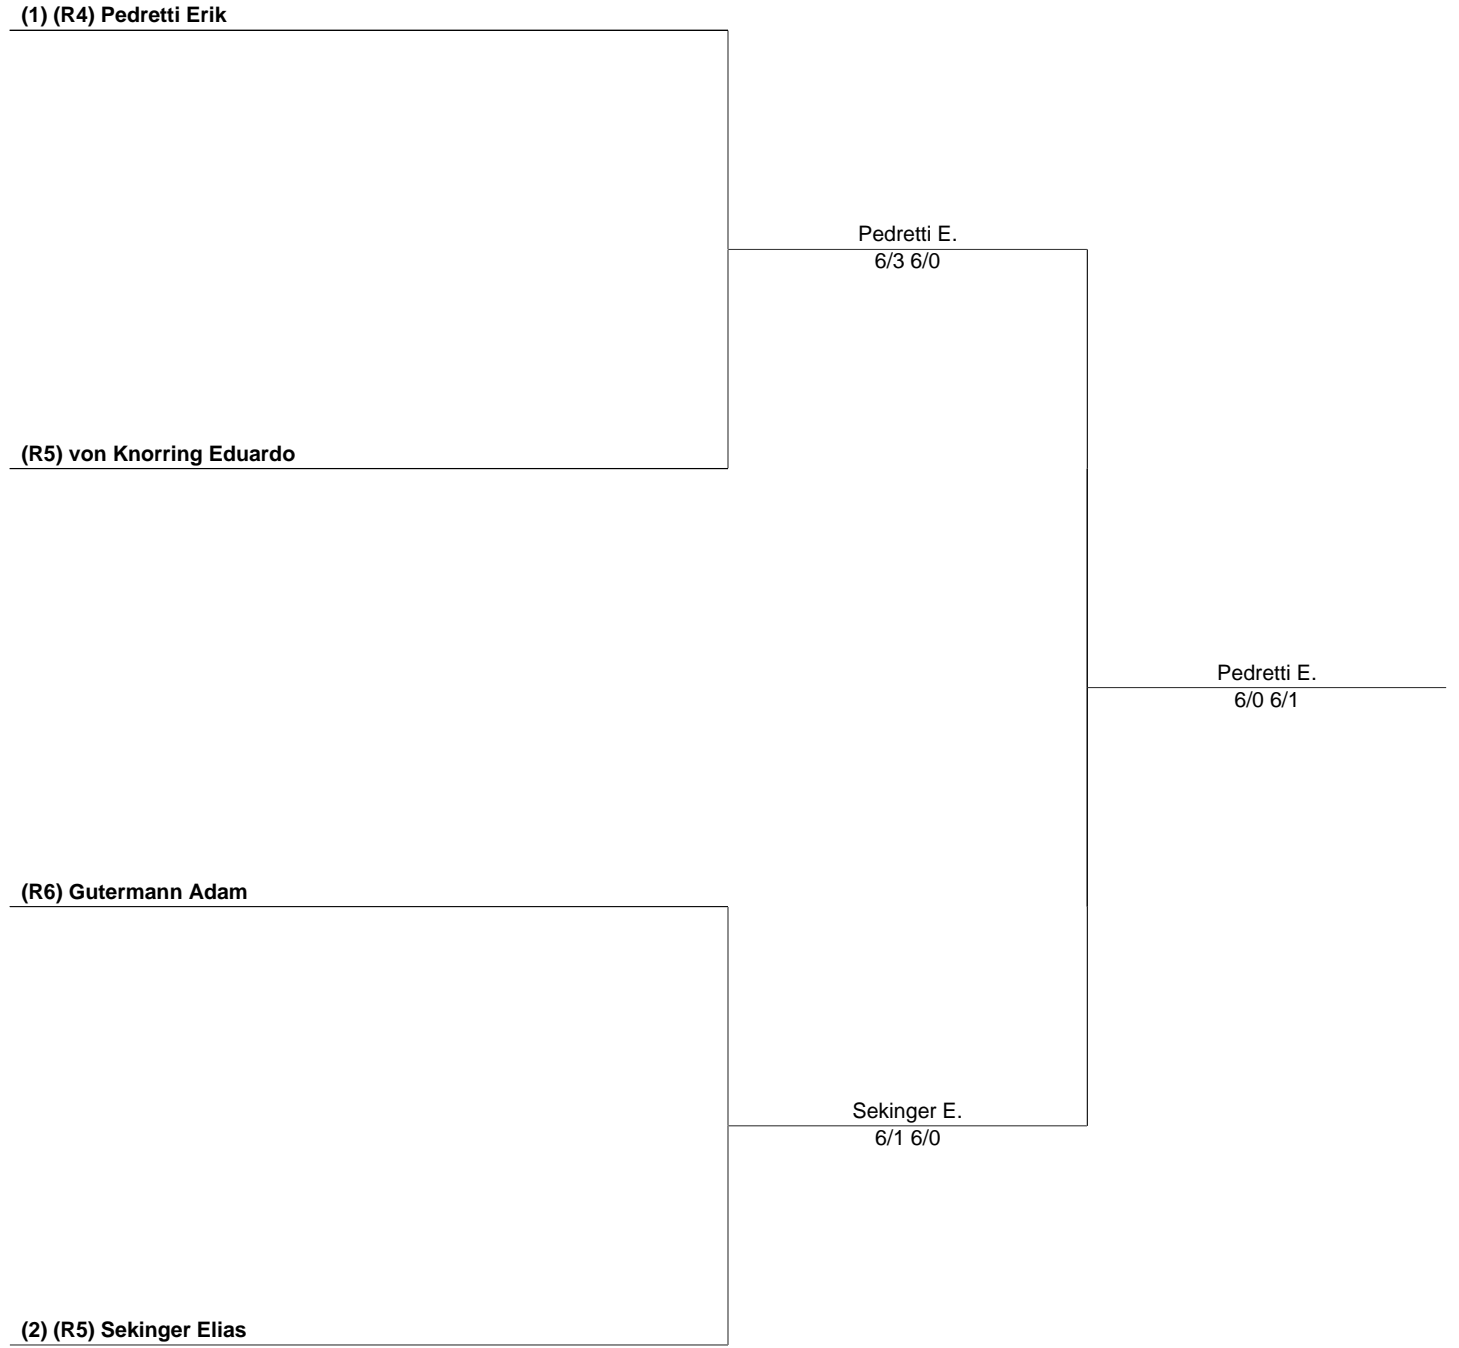 (1) (R4) Pedretti Erik
Pedretti E.
6/3 6/0
(R5) von Knorring Eduardo
Pedretti E.
6/0 6/1
(R6) Gutermann Adam
Sekinger E.
6/1 6/0
(2) (R5) Sekinger Elias